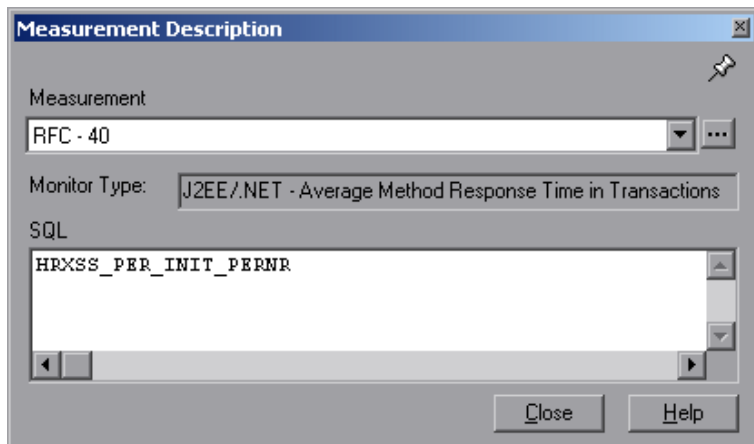 Measurement Description
Measurement
RFC - 40
Monitor Type: J2EE/.NET - Average Method Response Time in Transactions
SQL
HRXSS_PER_INIT_PERNR
Close Help